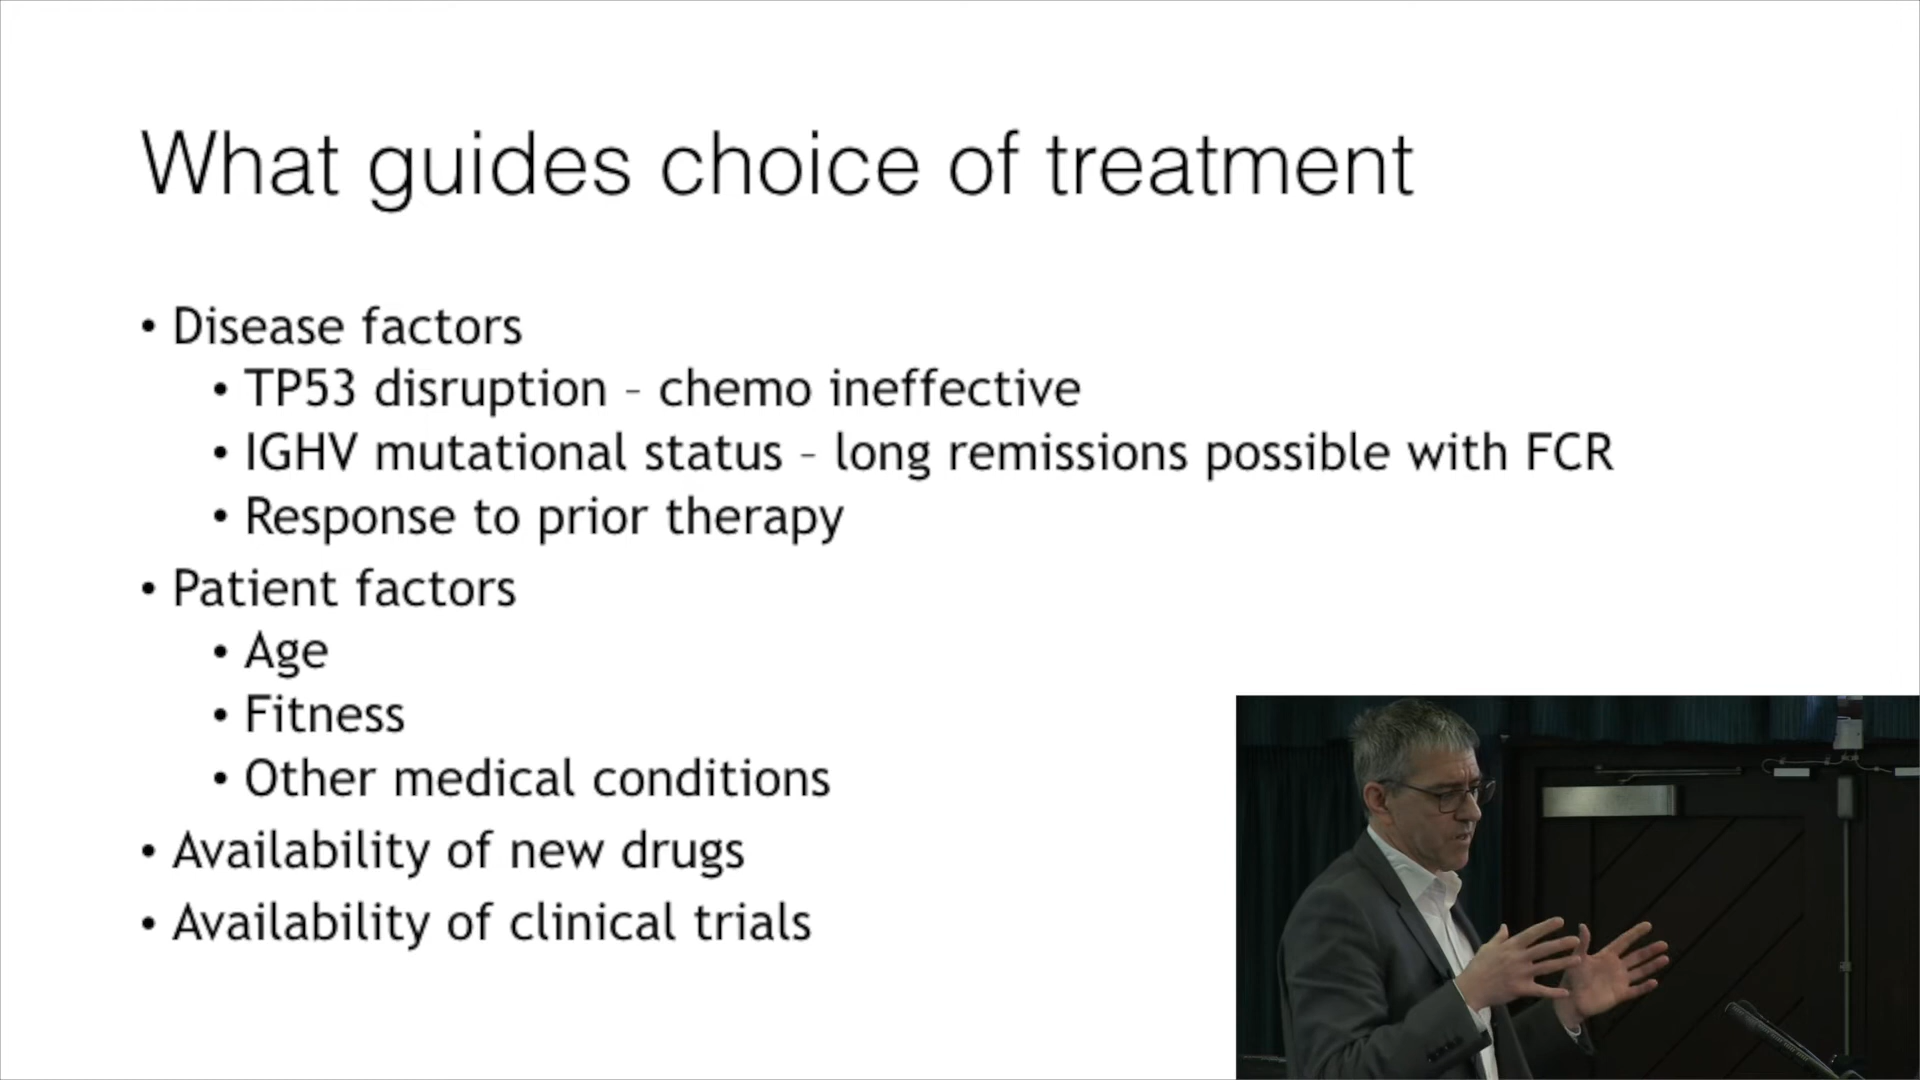 What guides choice of treatment
• Disease factors
• TP53 disruption – chemo ineffective
• IGHV mutational status – long remissions possible with FCR
• Response to prior therapy
• Patient factors
• Age
• Fitness
• Other medical conditions
• Availability of new drugs
• Availability of clinical trials